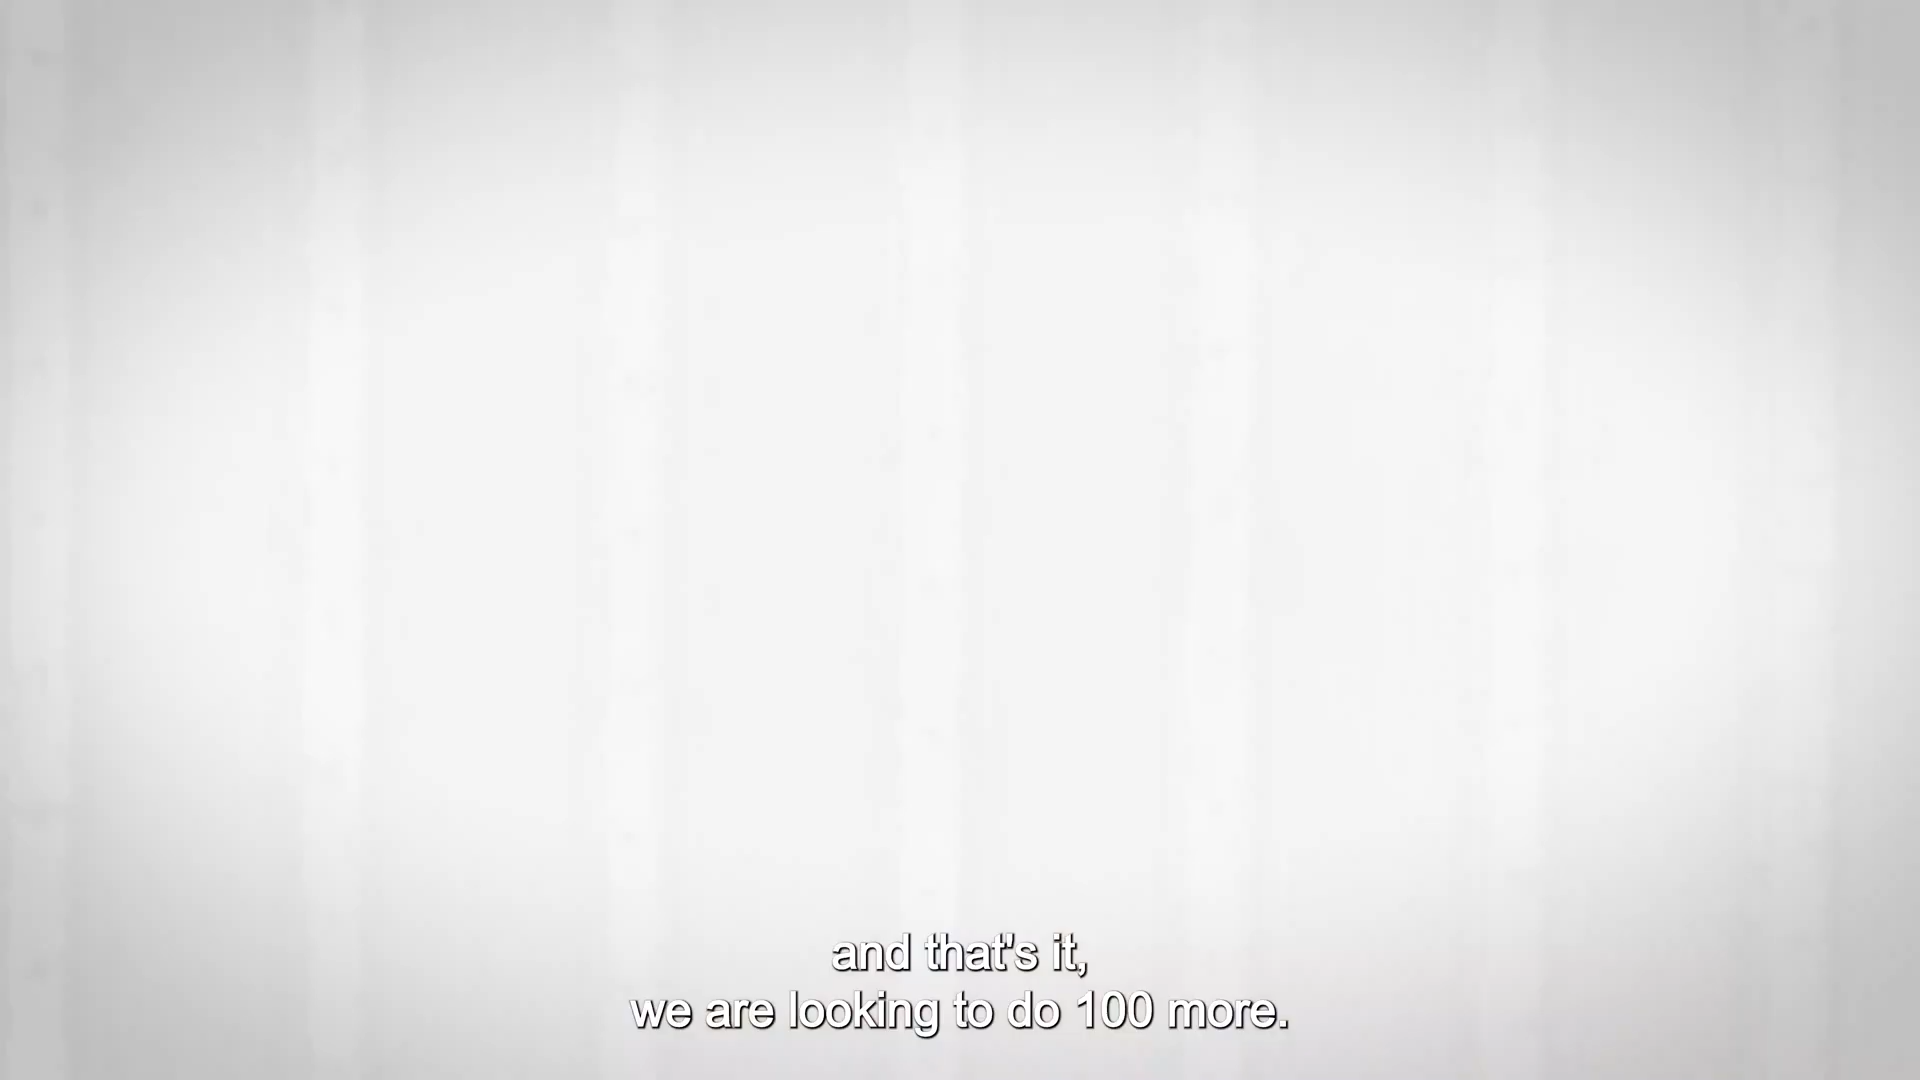 and that's it,
we are looking to do 100 more.